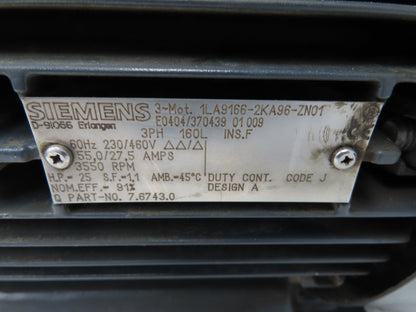 SIEMENS 3~Mot. 1LA9166-2KA96-ZN01
D-91066 Erlangen E0404/370439 01 009
3PH 160L INS.F
60Hz 230/460V △△/△
55,0/27,5 AMPS
3550 RPM
H.P.= 25 S.F.=1,1 AMB.=45°C DUTY CONT. CODE J
NOM.EFF.= 91% DESIGN A
Q PART-NO. 7.6743.0